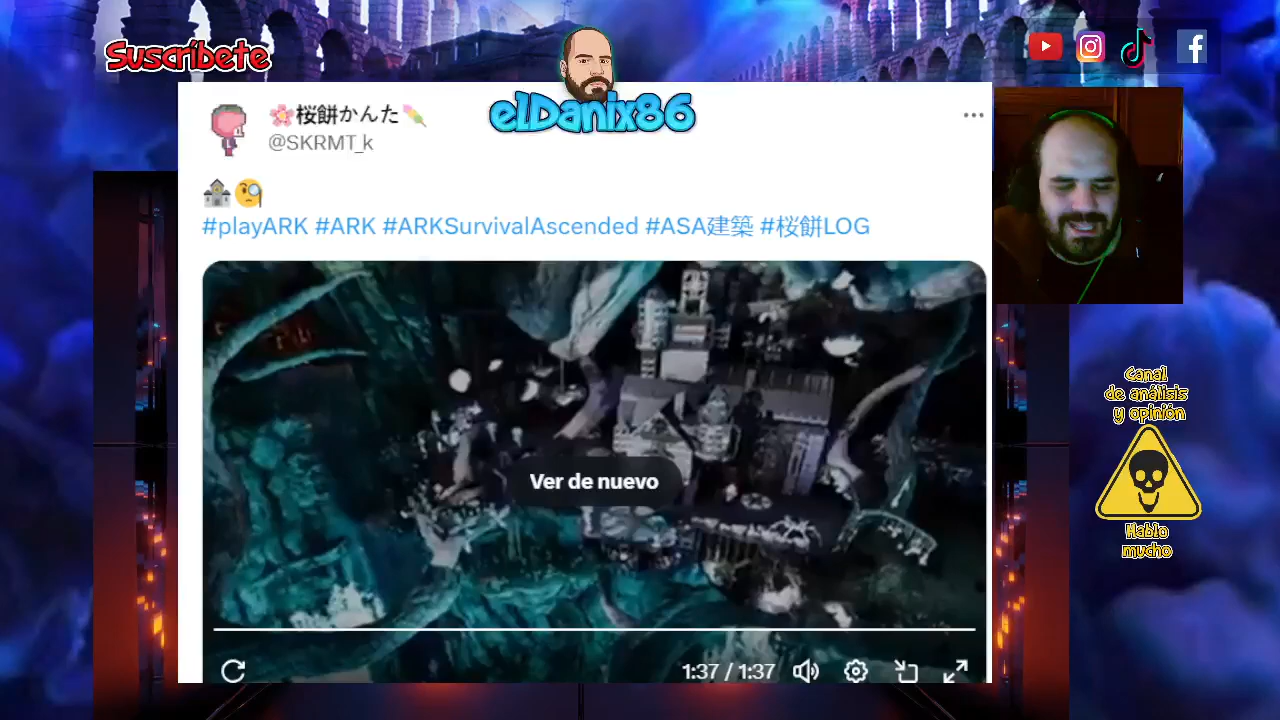 Suscríbete
elDanix86
🌸桜餅かんた🍡
@SKRMT_k
⛪🧐
#playARK #ARK #ARKSurvivalAscended #ASA建築 #桜餅LOG
Ver de nuevo
1:37 / 1:37
Canal
de análisis
y opinión
Hablo
mucho